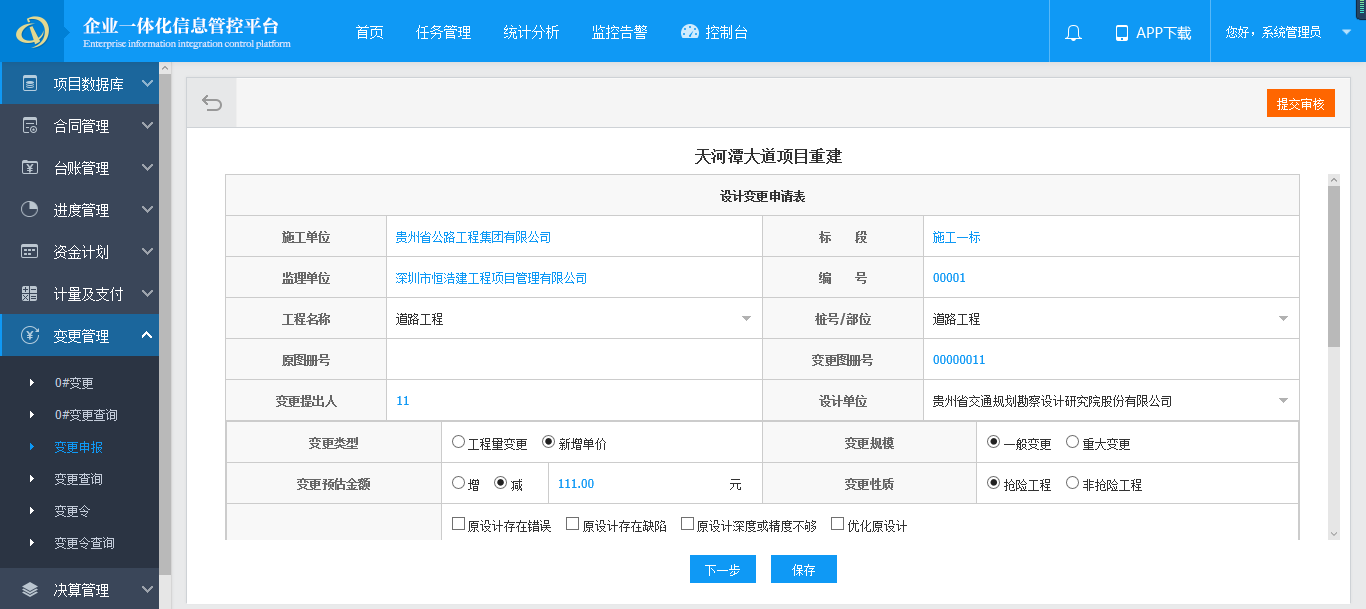 企业一体化信息管控平台
Enterprise information integration control platform
首页 任务管理 统计分析 监控告警 控制台
APP下载
您好，系统管理员
项目数据库
合同管理
台账管理
进度管理
资金计划
计量及支付
变更管理
0#变更
0#变更查询
变更申报
变更查询
变更令
变更令查询
决算管理
提交审核
天河潭大道项目重建
设计变更申请表
施工单位 贵州省公路工程集团有限公司 标 段 施工一标
监理单位 深圳市恒浩建工程项目管理有限公司 编 号 00001
工程名称 道路工程 桩号/部位 道路工程
原图册号 变更图册号 00000011
变更提出人 11 设计单位 贵州省交通规划勘察设计研究院股份有限公司
变更类型 工程量变更 新增单价 变更规模 一般变更 重大变更
变更预估金额 增 减 111.00 元 变更性质 抢险工程 非抢险工程
原设计存在错误 原设计存在缺陷 原设计深度或精度不够 优化原设计
下一步 保存